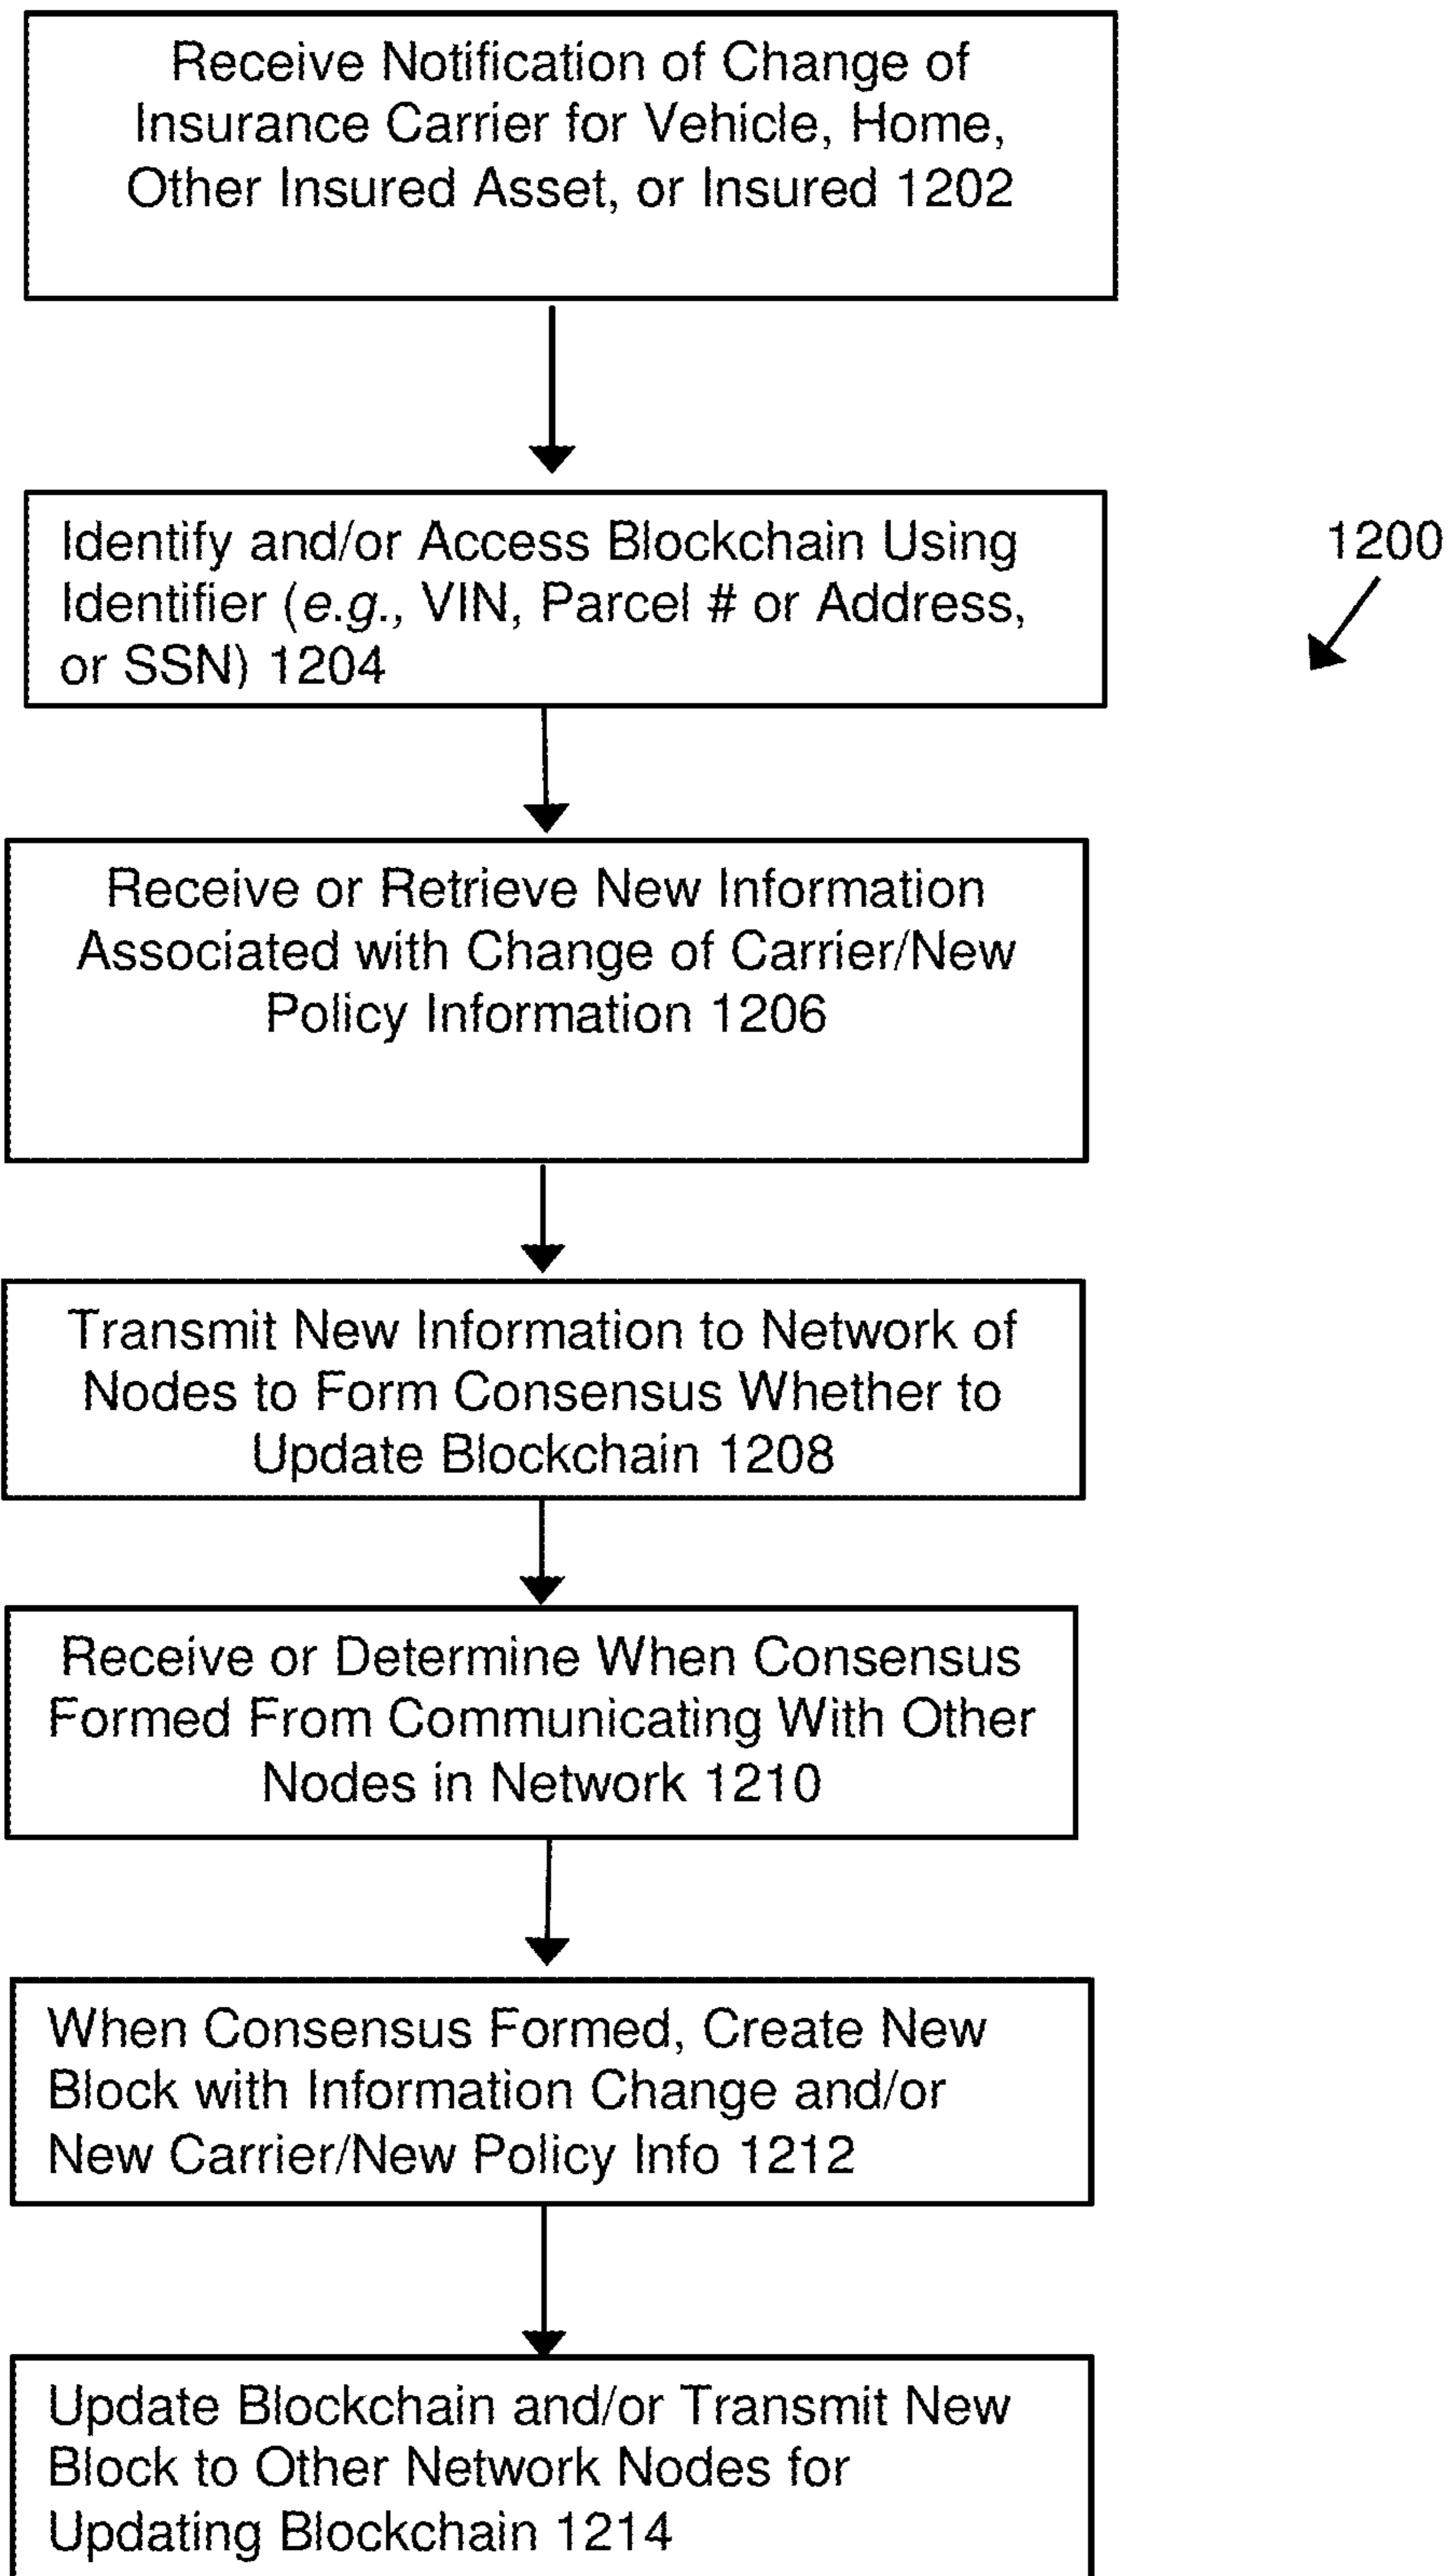 Receive Notification of Change of
Insurance Carrier for Vehicle, Home,
Other Insured Asset, or Insured 1202
Identify and/or Access Blockchain Using
Identifier (e.g., VIN, Parcel # or Address,
or SSN) 1204
1200
Receive or Retrieve New Information
Associated with Change of Carrier/New
Policy Information 1206
Transmit New Information to Network of
Nodes to Form Consensus Whether to
Update Blockchain 1208
Receive or Determine When Consensus
Formed From Communicating With Other
Nodes in Network 1210
When Consensus Formed, Create New
Block with Information Change and/or
New Carrier/New Policy Info 1212
Update Blockchain and/or Transmit New
Block to Other Network Nodes for
Updating Blockchain 1214